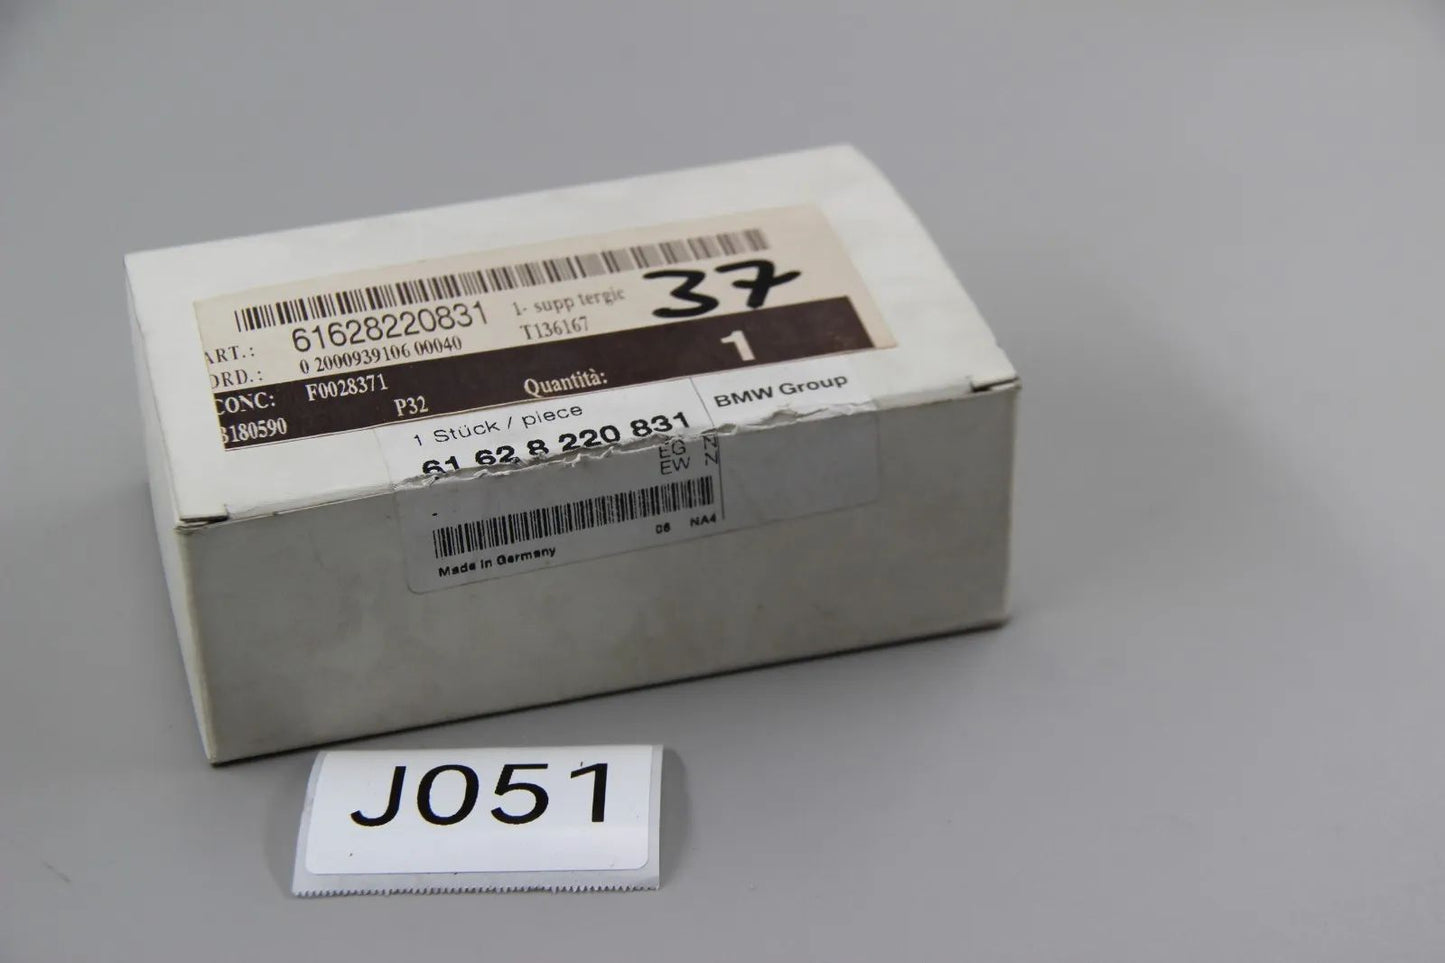 37
ART.: 61628220831 1- supp tergic
ORD.: 0 2000939106 00040 T136167
CONC: F0028371 Quantità: 1
B180590 P32
1 Stück / piece BMW Group
61 62 8 220 831
EG N
EW N
06 NA4
Made in Germany
J051